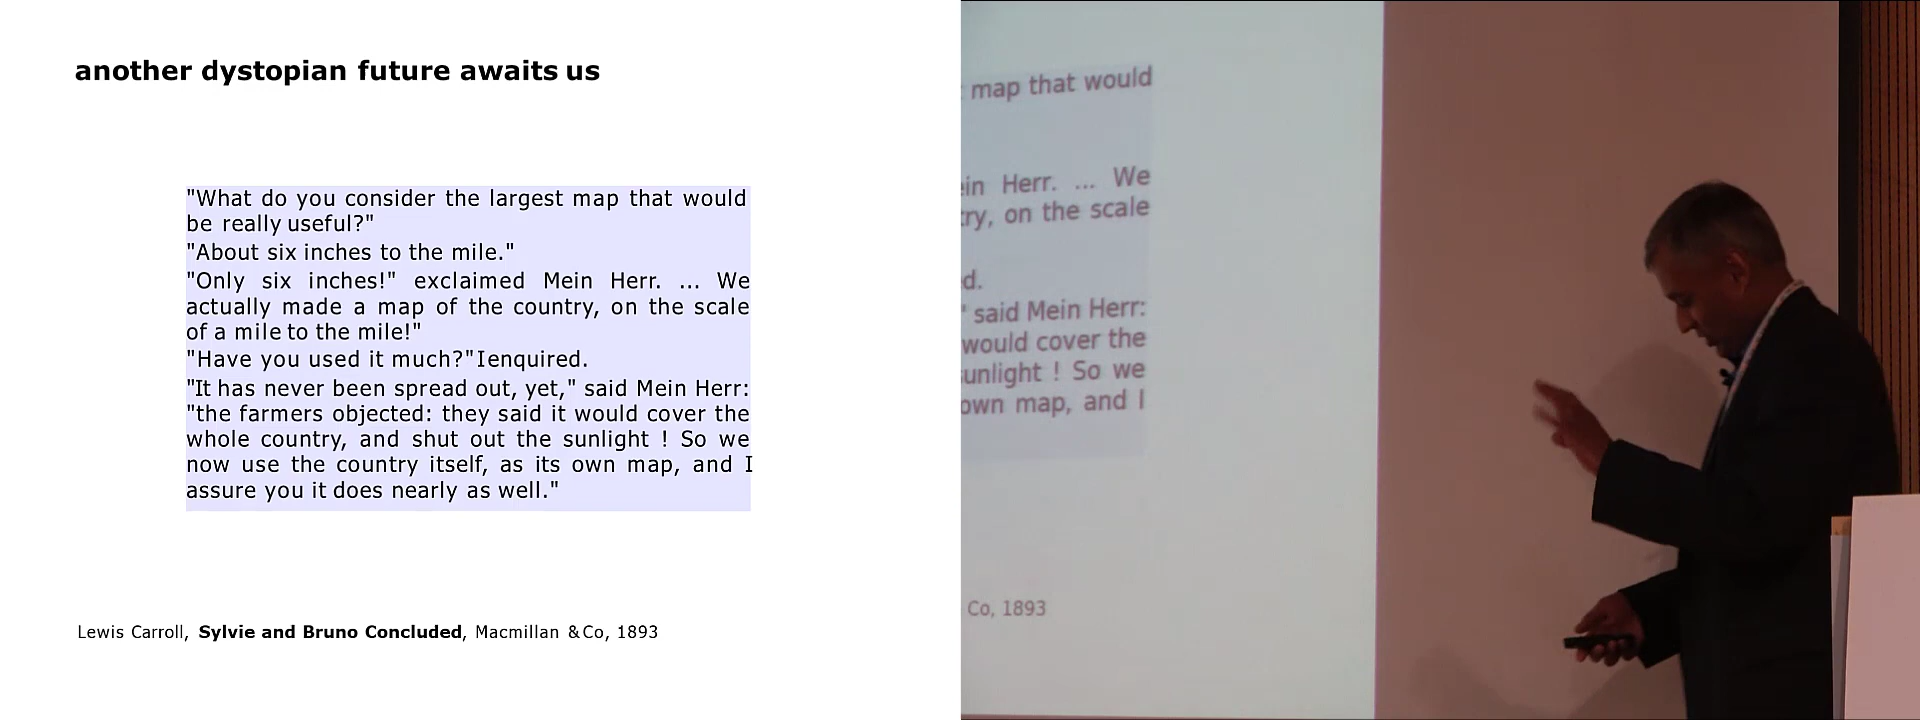 another dystopian future awaits us
"What do you consider the largest map that would
be really useful?"
"About six inches to the mile."
"Only six inches!" exclaimed Mein Herr. ... We
actually made a map of the country, on the scale
of a mile to the mile!"
"Have you used it much?"Ienquired.
"It has never been spread out, yet," said Mein Herr:
"the farmers objected: they said it would cover the
whole country, and shut out the sunlight ! So we
now use the country itself, as its own map, and I
assure you it does nearly as well."
Lewis Carroll, Sylvie and Bruno Concluded, Macmillan &Co, 1893
map that would
ein Herr. ... We
ry, on the scale
d.
" said Mein Herr:
would cover the
unlight ! So we
own map, and I
Co, 1893